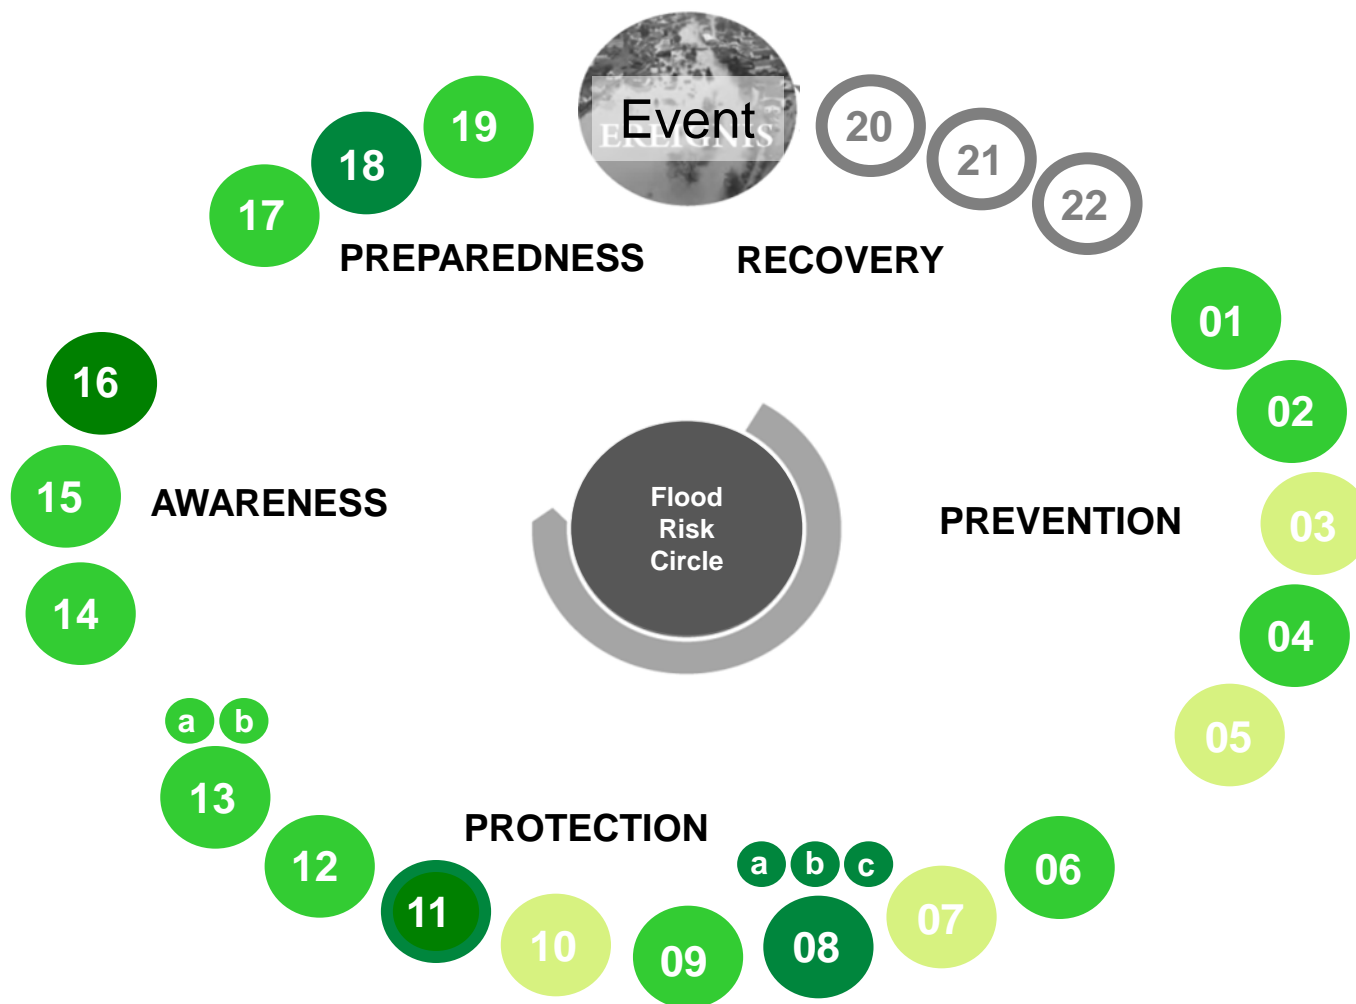 Event
EREIGNIS
19
18
17
PREPAREDNESS
20
21
22
RECOVERY
01
02
03
04
05
PREVENTION
16
15
14
AWARENESS
Flood
Risk
Circle
a b
13
12
11
10
09
a b c
08
07
06
PROTECTION